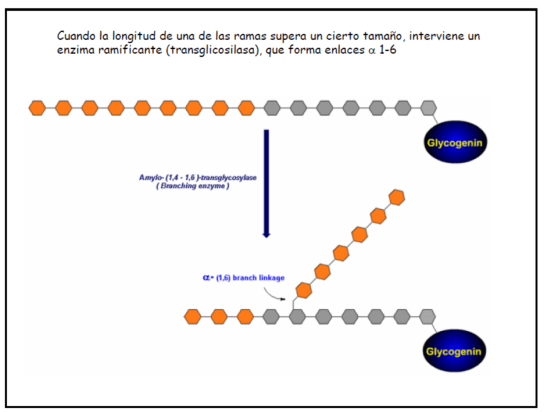 Cuando la longitud de una de las ramas supera un cierto tamaño, interviene un
enzima ramificante (transglicosilasa), que forma enlaces α 1-6
Glycogenin
Amylo- (1,4 - 1,6 )-transglycosylase
( Branching enzyme )
α- (1,6) branch linkage
Glycogenin